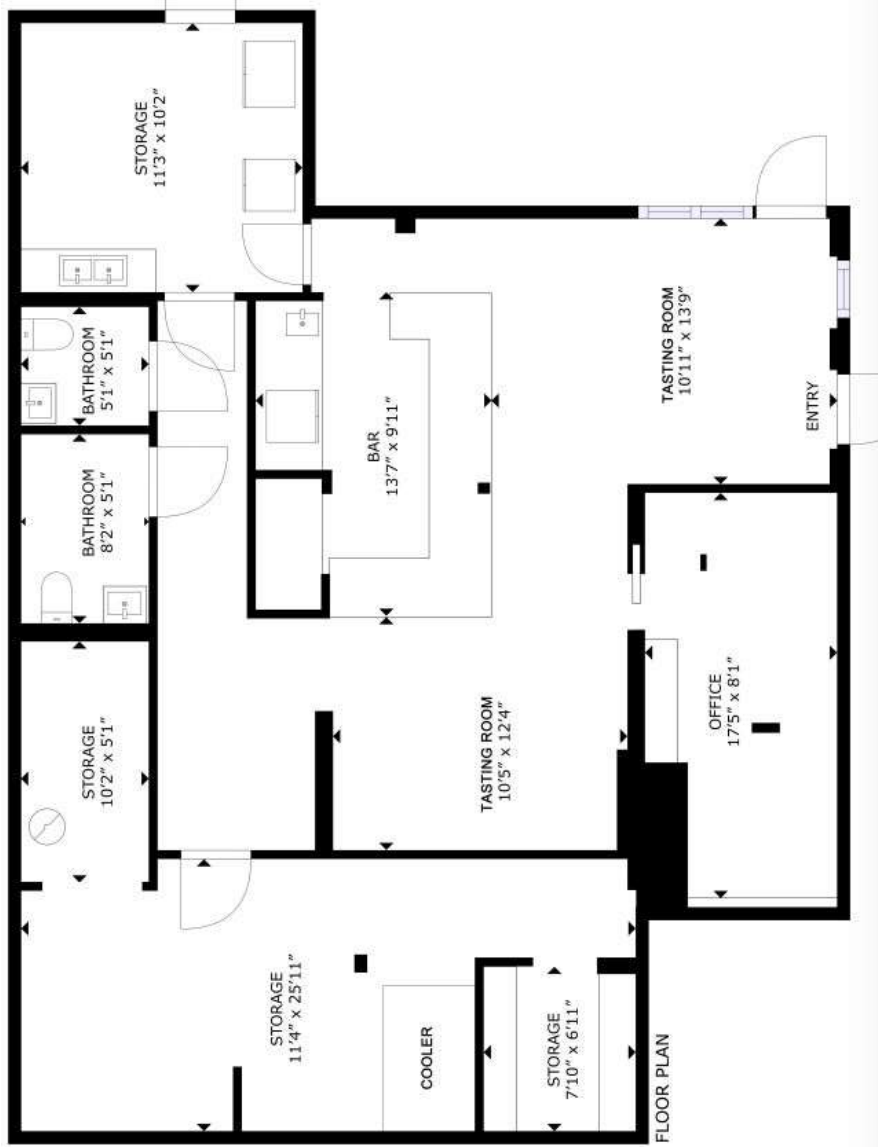 STORAGE
11'3" x 10'2"
BATHROOM
5'1" x 5'1"
BATHROOM
8'2" x 5'1"
BAR
13'7" x 9'11"
TASTING ROOM
10'11" x 13'9"
ENTRY
STORAGE
10'2" x 5'1"
TASTING ROOM
10'5" x 12'4"
OFFICE
17'5" x 8'1"
STORAGE
11'4" x 25'11"
COOLER
STORAGE
7'10" x 6'11"
FLOOR PLAN